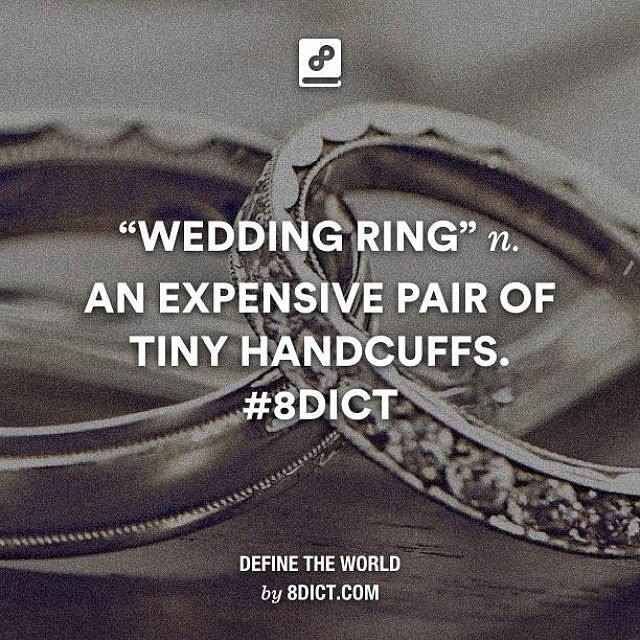 “WEDDING RING” n.
AN EXPENSIVE PAIR OF
TINY HANDCUFFS.
#8DICT
DEFINE THE WORLD
by 8DICT.COM